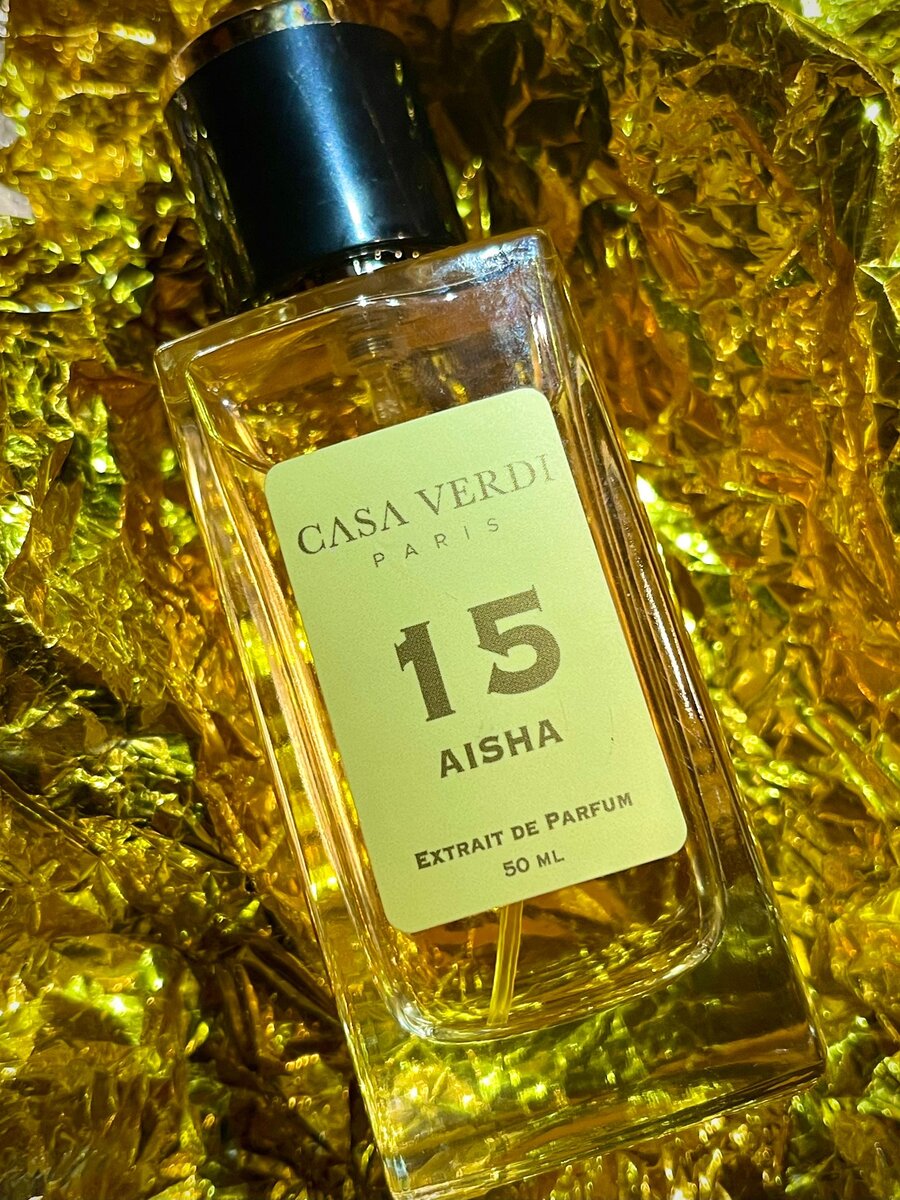 CASA VERDI
PARIS
15
AISHA
EXTRAIT DE PARFUM
50 ML